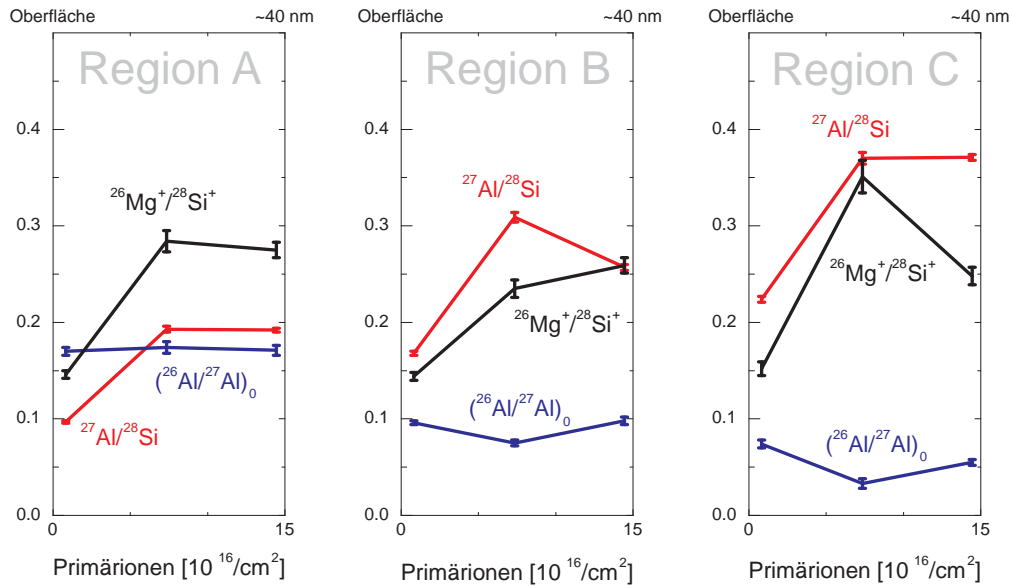 Oberfläche ~40 nm
Region A
0.4
0.3
0.2
0.1
0.0
²⁶Mg⁺/²⁸Si⁺
(²⁶Al/²⁷Al)₀
²⁷Al/²⁸Si
0 15
Primärionen [10 ¹⁶/cm²]
Oberfläche ~40 nm
Region B
0.4
0.3
0.2
0.1
0.0
²⁷Al/²⁸Si
²⁶Mg⁺/²⁸Si⁺
(²⁶Al/²⁷Al)₀
0 15
Primärionen [10 ¹⁶/cm²]
Oberfläche ~40 nm
Region C
0.4
0.3
0.2
0.1
0.0
²⁷Al/²⁸Si
²⁶Mg⁺/²⁸Si⁺
(²⁶Al/²⁷Al)₀
0 15
Primärionen [10 ¹⁶/cm²]